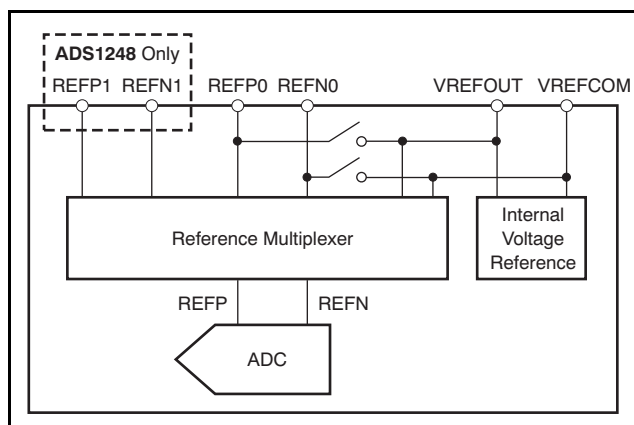 ADS1248 Only
REFP1 REFN1 REFP0 REFN0 VREFOUT VREFCOM
Reference Multiplexer
Internal
Voltage
Reference
REFP REFN
ADC